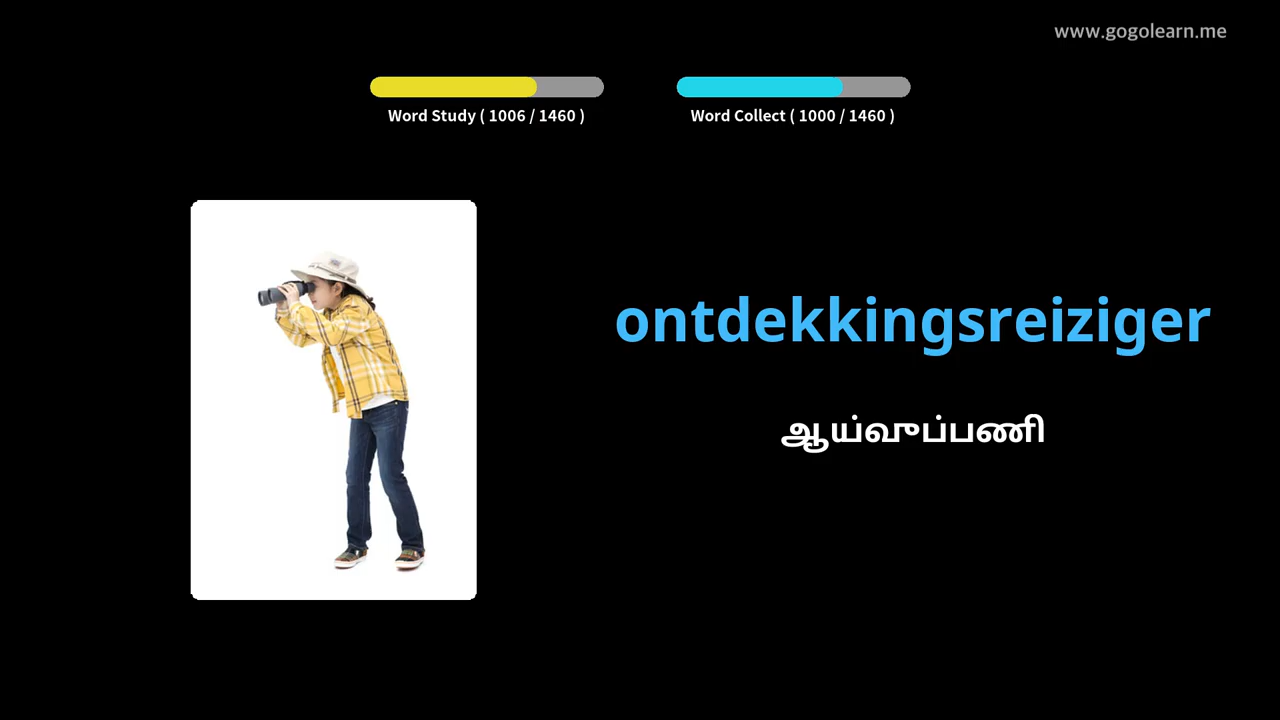 www.gogolearn.me
Word Study ( 1006 / 1460 )
Word Collect ( 1000 / 1460 )
ontdekkingsreiziger
ஆய்வுப்பணி